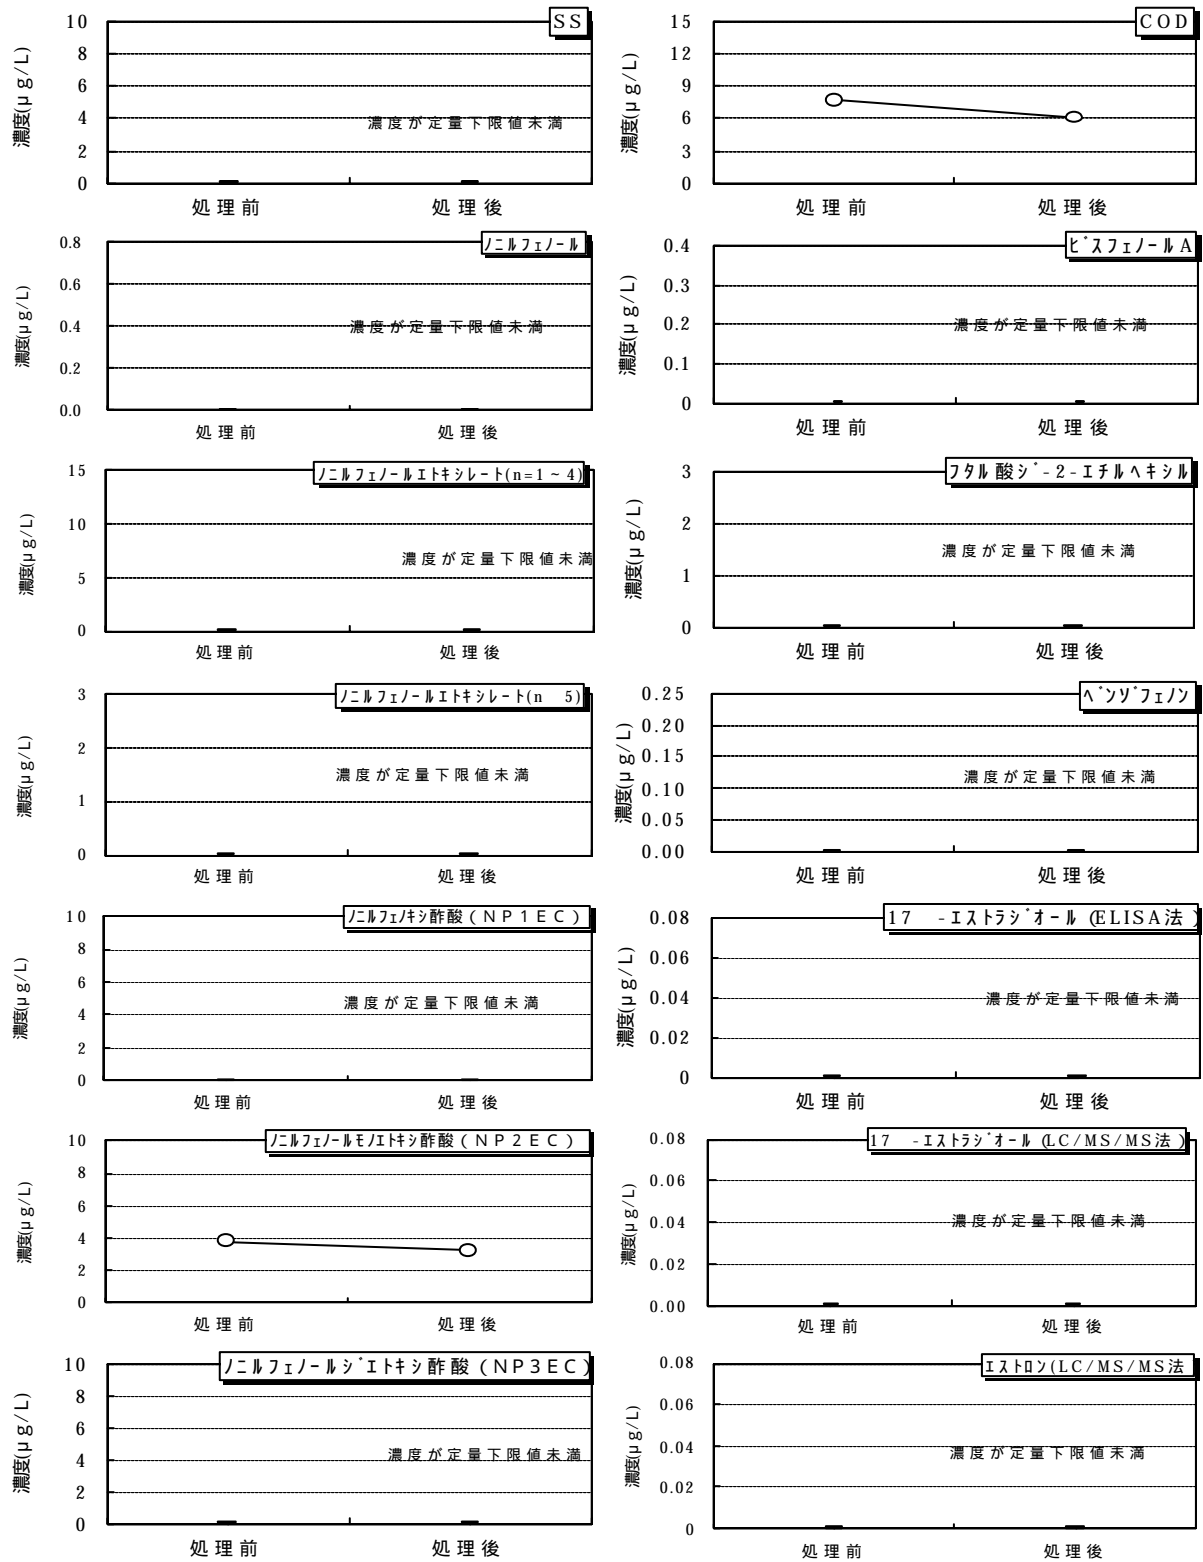 SS
濃度(μg/L)
10
8
6
4
2
0
濃度が定量下限値未満
処理前 処理後
COD
濃度(μg/L)
15
12
9
6
3
0
処理前 処理後
ノニルフェノール
濃度(μg/L)
0.8
0.6
0.4
0.2
0.0
濃度が定量下限値未満
処理前 処理後
ビスフェノールA
濃度(μg/L)
0.4
0.3
0.2
0.1
0
濃度が定量下限値未満
処理前 処理後
ノニルフェノールエトキシレート(n=1~4)
濃度(μg/L)
15
10
5
0
濃度が定量下限値未満
処理前 処理後
フタル酸ジ-2-エチルヘキシル
濃度(μg/L)
3
2
1
0
濃度が定量下限値未満
処理前 処理後
ノニルフェノールエトキシレート(n 5)
濃度(μg/L)
3
2
1
0
濃度が定量下限値未満
処理前 処理後
ベンゾフェノン
濃度(μg/L)
0.25
0.20
0.15
0.10
0.05
0.00
濃度が定量下限値未満
処理前 処理後
ノニルフェノキシ酢酸(NP1EC)
濃度(μg/L)
10
8
6
4
2
0
濃度が定量下限値未満
処理前 処理後
17 -エストラジオール(ELISA法)
濃度(μg/L)
0.08
0.06
0.04
0.02
0
濃度が定量下限値未満
処理前 処理後
ノニルフェノールモノエトキシ酢酸(NP2EC)
濃度(μg/L)
10
8
6
4
2
0
処理前 処理後
17 -エストラジオール(LC/MS/MS法)
濃度(μg/L)
0.08
0.06
0.04
0.02
0.00
濃度が定量下限値未満
処理前 処理後
ノニルフェノールジエトキシ酢酸(NP3EC)
濃度(μg/L)
10
8
6
4
2
0
濃度が定量下限値未満
処理前 処理後
エストロン(LC/MS/MS法
濃度(μg/L)
0.08
0.06
0.04
0.02
0
濃度が定量下限値未満
処理前 処理後